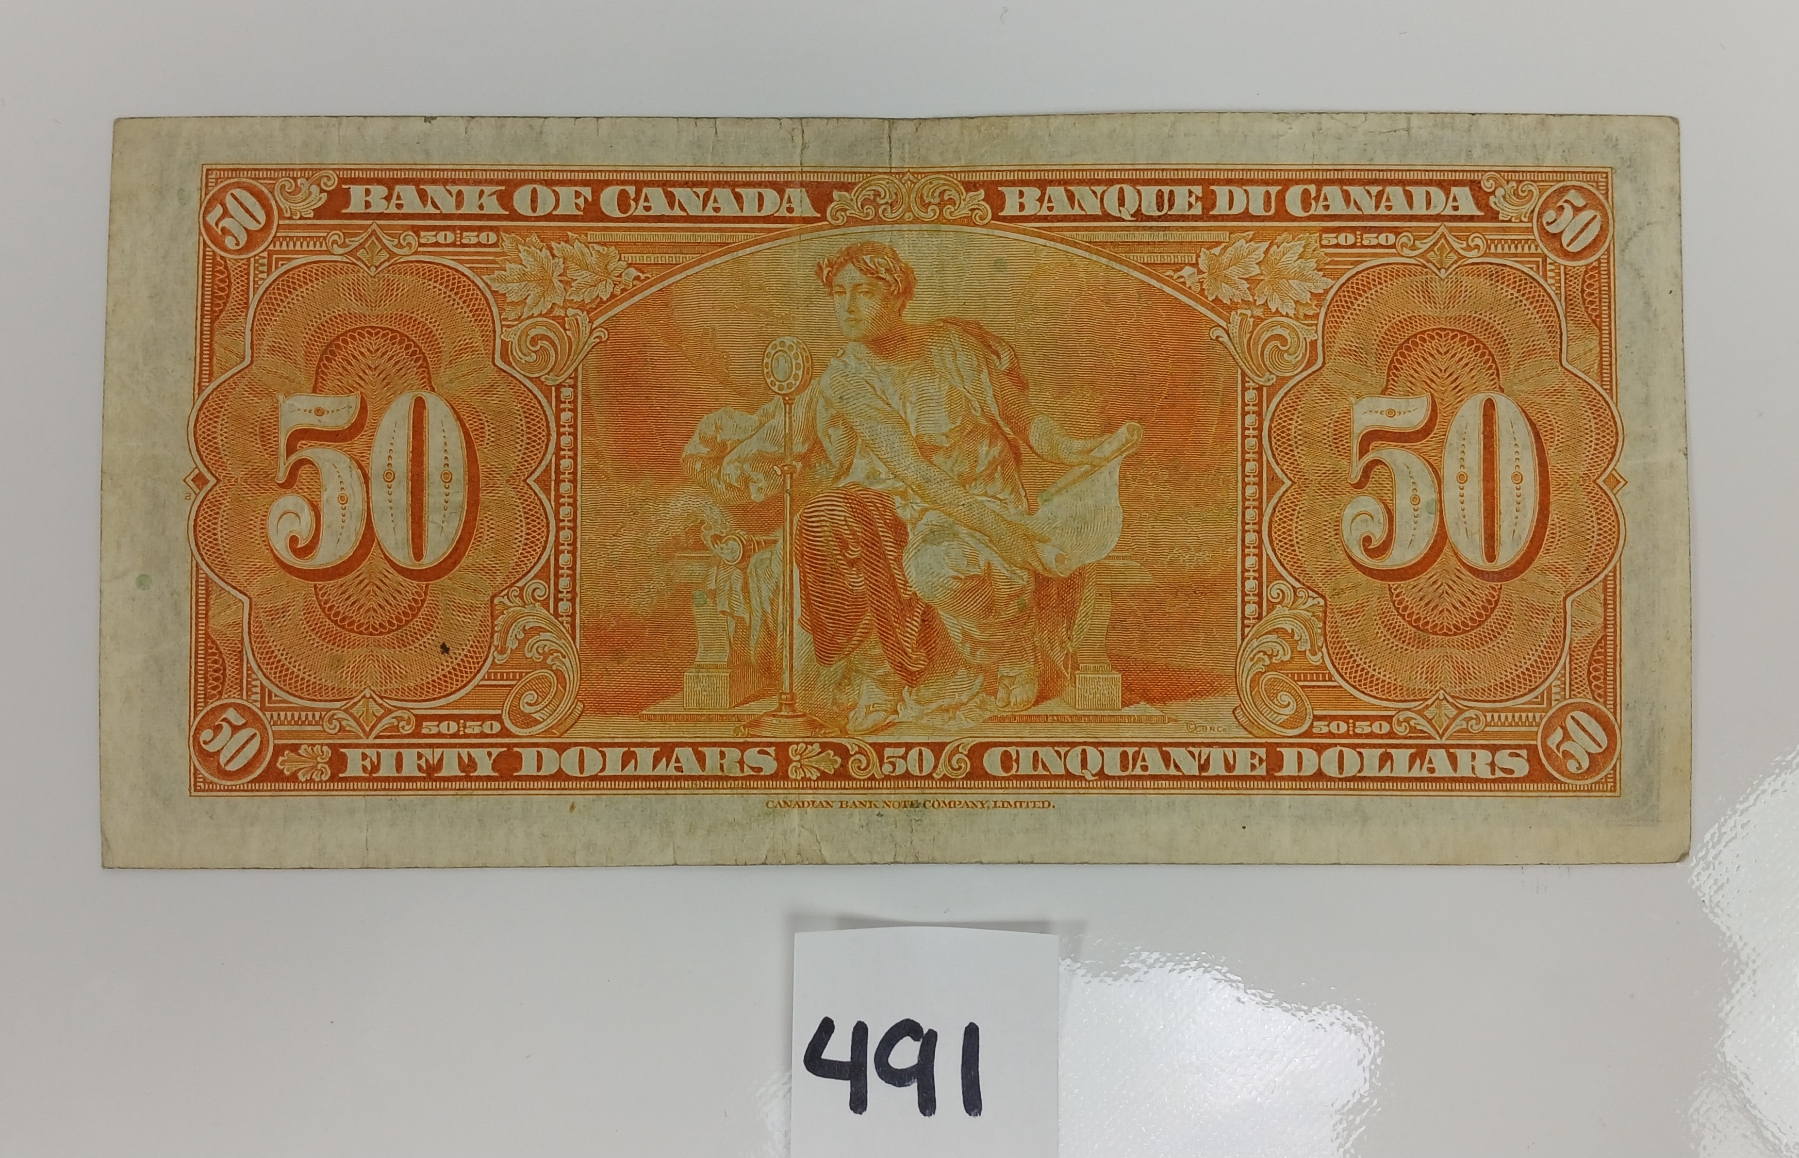 50 BANK OF CANADA BANQUE DU CANADA 50
50:50 50:50
50 50
50:50 50:50
50 FIFTY DOLLARS 50 CINQUANTE DOLLARS 50
CANADIAN BANK NOTE COMPANY, LIMITED.
491